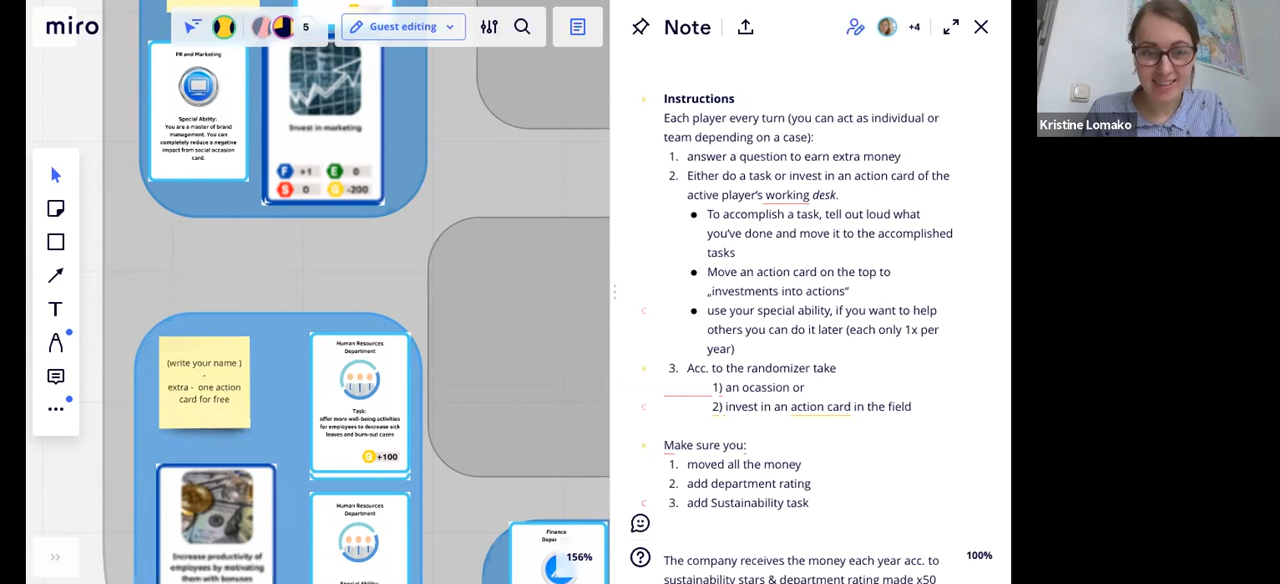 miro
5
Guest editing
PR and Marketing
Special Ability:
You are a master of brand
management. You can
completely reduce a negative
impact from social occasion
card.
Invest in marketing
F +1 E 0
S 0 G -200
(write your name )
-
extra - one action
card for free
Human Resources
Department
Task:
offer more well-being activities
for employees to decrease sick
leaves and burn-out cases
G +100
Increase productivity of
employees by motivating
them with bonuses
Human Resources
Department
Special Ability:
Finance
156%
Note
+4
Instructions
Each player every turn (you can act as individual or
team depending on a case):
1. answer a question to earn extra money
2. Either do a task or invest in an action card of the
active player's working desk.
● To accomplish a task, tell out loud what
you've done and move it to the accomplished
tasks
● Move an action card on the top to
„investments into actions“
● use your special ability, if you want to help
others you can do it later (each only 1x per
year)
3. Acc. to the randomizer take
1) an ocassion or
2) invest in an action card in the field
Make sure you:
1. moved all the money
2. add department rating
3. add Sustainability task
The company receives the money each year acc. to
sustainability stars & department rating made x50
100%
Kristine Lomako